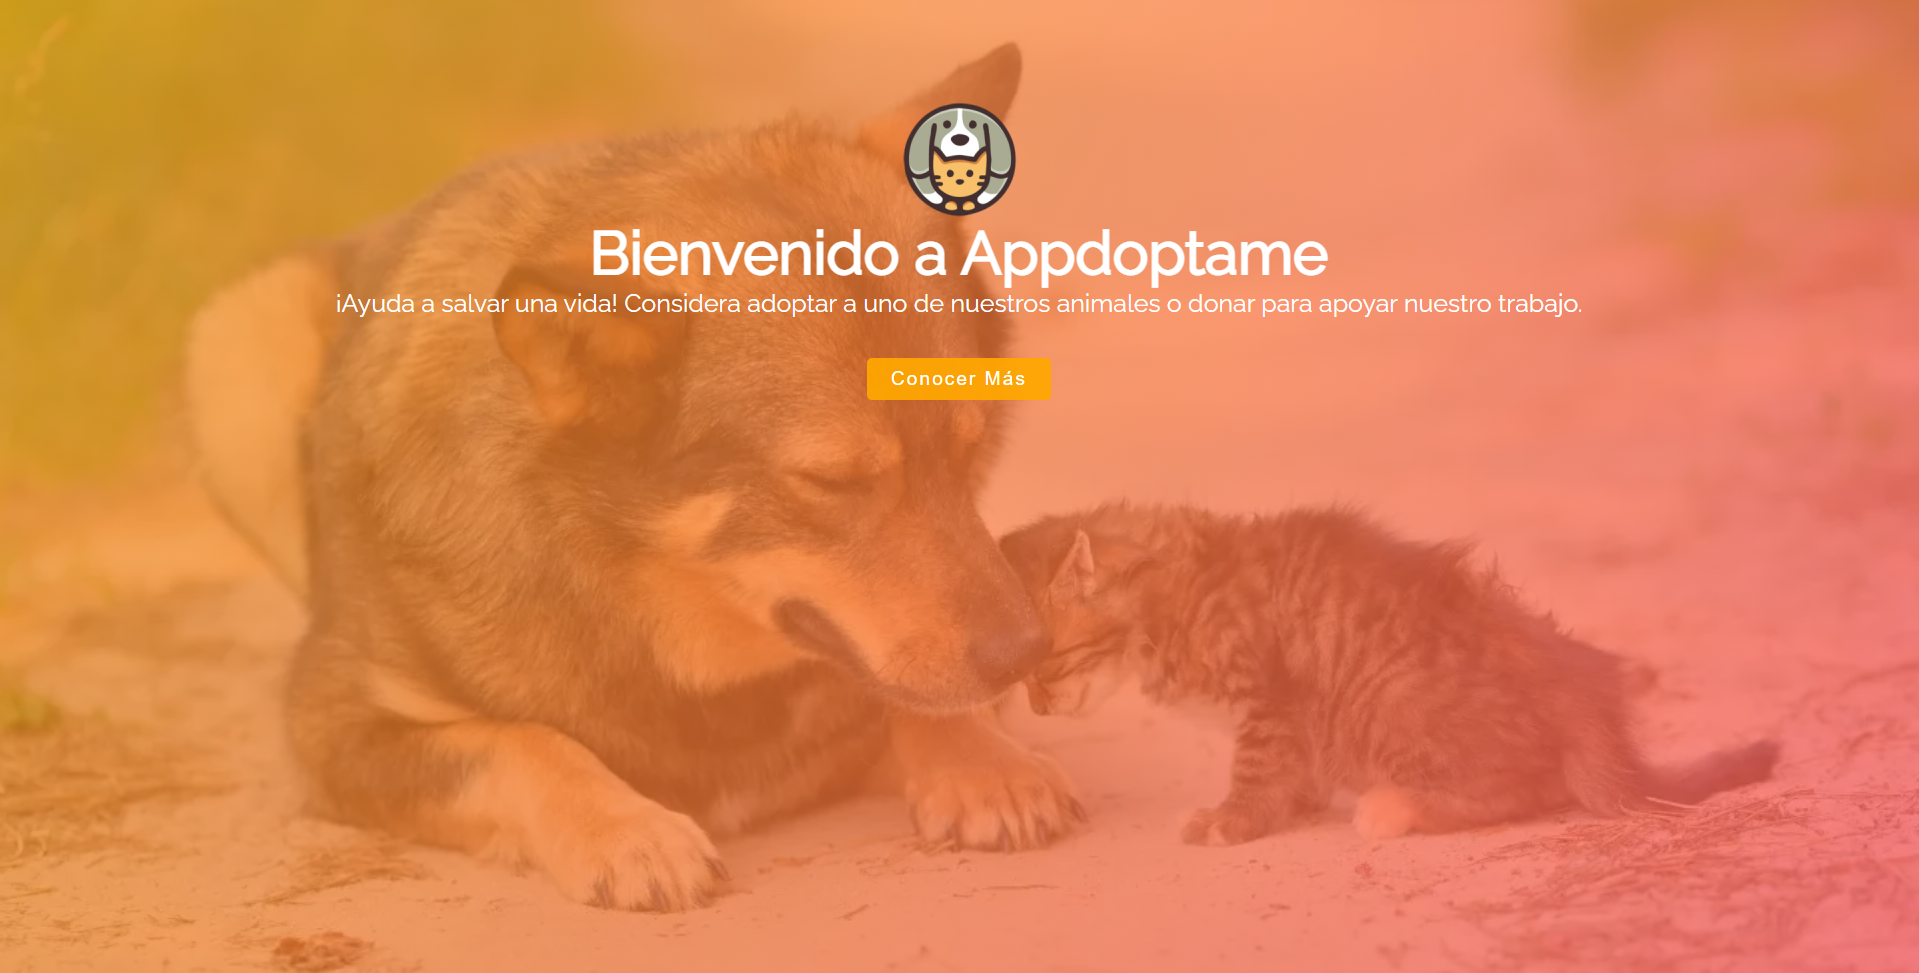 Bienvenido a Appdoptame
¡Ayuda a salvar una vida! Considera adoptar a uno de nuestros animales o donar para apoyar nuestro trabajo.
Conocer Más